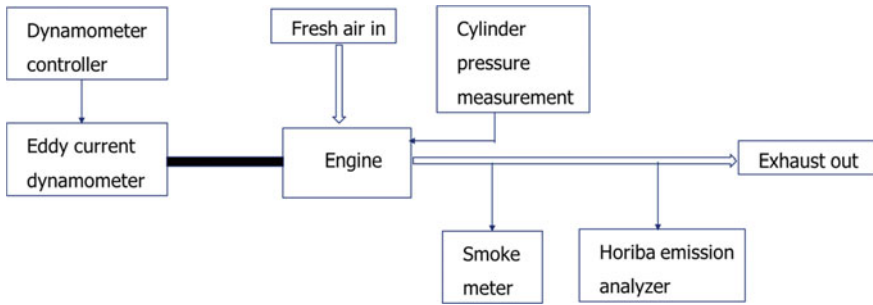 Dynamometer
controller
Fresh air in
Cylinder
pressure
measurement
Eddy current
dynamometer
Engine
Exhaust out
Smoke
meter
Horiba emission
analyzer